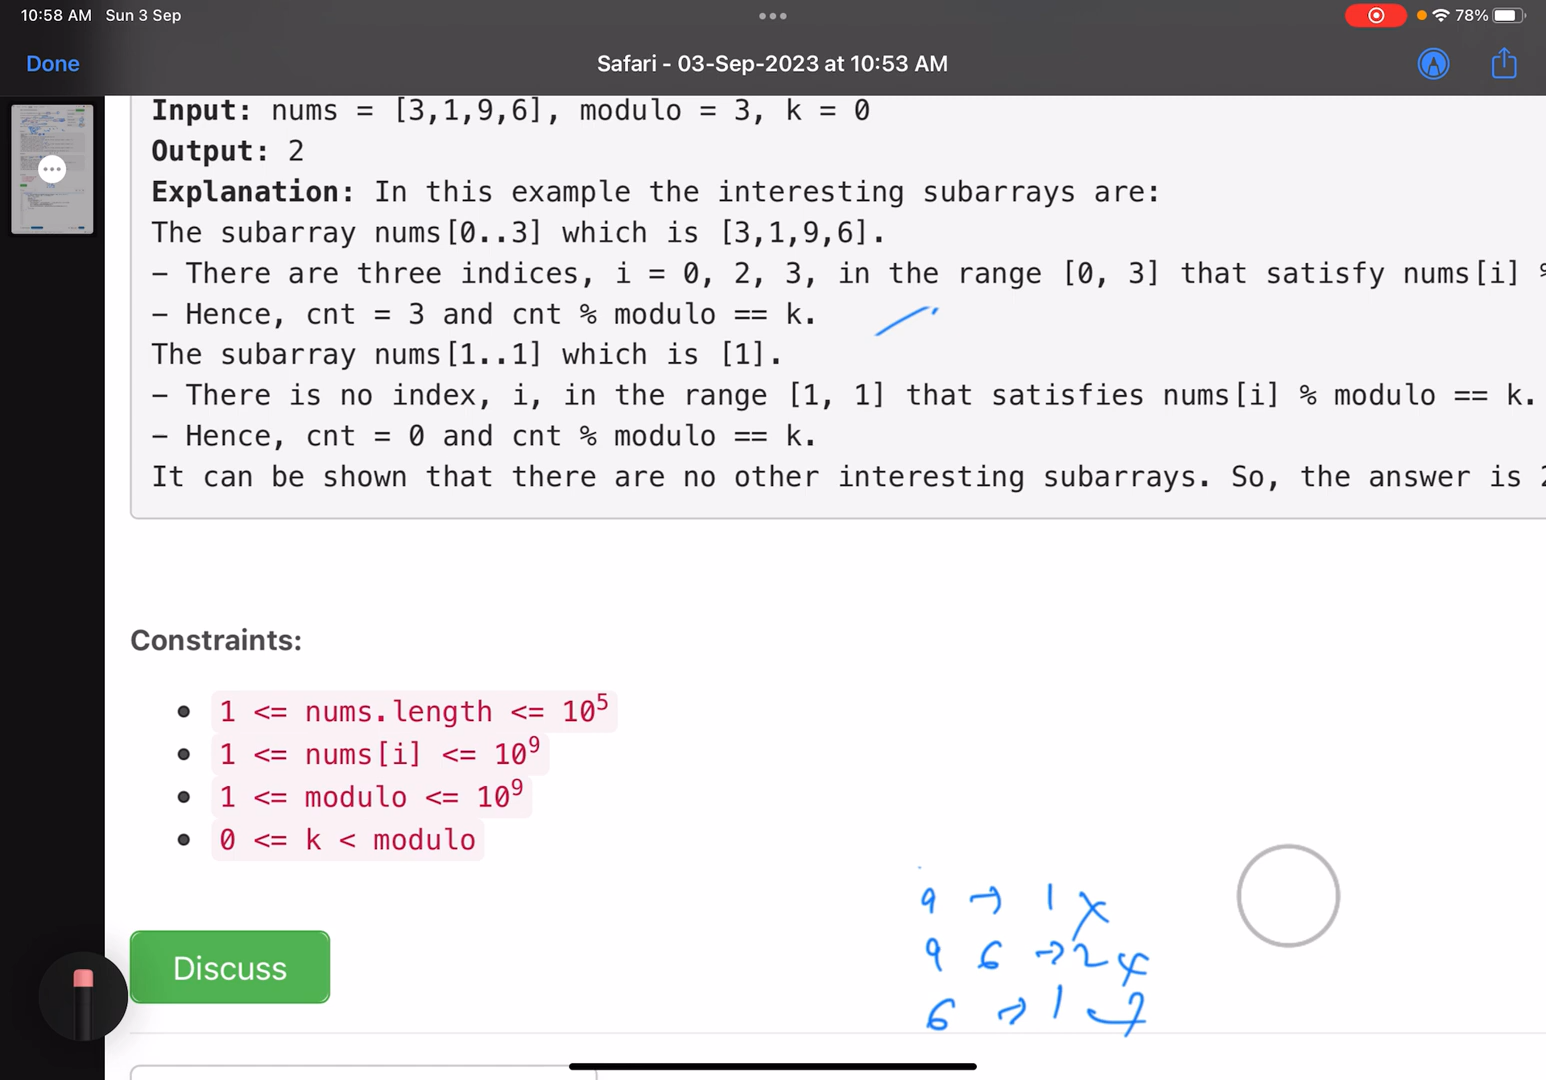 10:58 AM Sun 3 Sep
78%
Done
Safari - 03-Sep-2023 at 10:53 AM
Input: nums = [3,1,9,6], modulo = 3, k = 0
Output: 2
Explanation: In this example the interesting subarrays are:
The subarray nums[0..3] which is [3,1,9,6].
- There are three indices, i = 0, 2, 3, in the range [0, 3] that satisfy nums[i] %
- Hence, cnt = 3 and cnt % modulo == k.
The subarray nums[1..1] which is [1].
- There is no index, i, in the range [1, 1] that satisfies nums[i] % modulo == k.
- Hence, cnt = 0 and cnt % modulo == k.
It can be shown that there are no other interesting subarrays. So, the answer is 2
Constraints:
1 <= nums.length <= 10⁵
1 <= nums[i] <= 10⁹
1 <= modulo <= 10⁹
0 <= k < modulo
9 → 1 x
9 6 → 2 x
6 → 1
Discuss